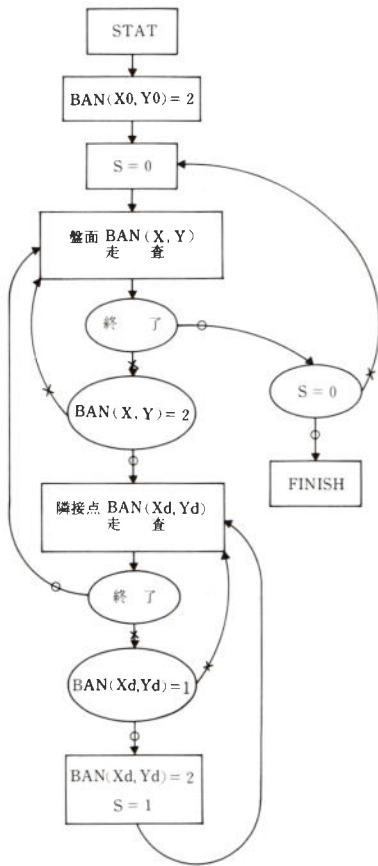 STAT
BAN(X0, Y0) = 2
S = 0
盤面 BAN(X, Y)
走 査
終 了
BAN(X, Y) = 2
S = 0
FINISH
隣接点 BAN(Xd, Yd)
走 査
終 了
BAN(Xd,Yd) = 1
BAN(Xd, Yd) = 2
S = 1